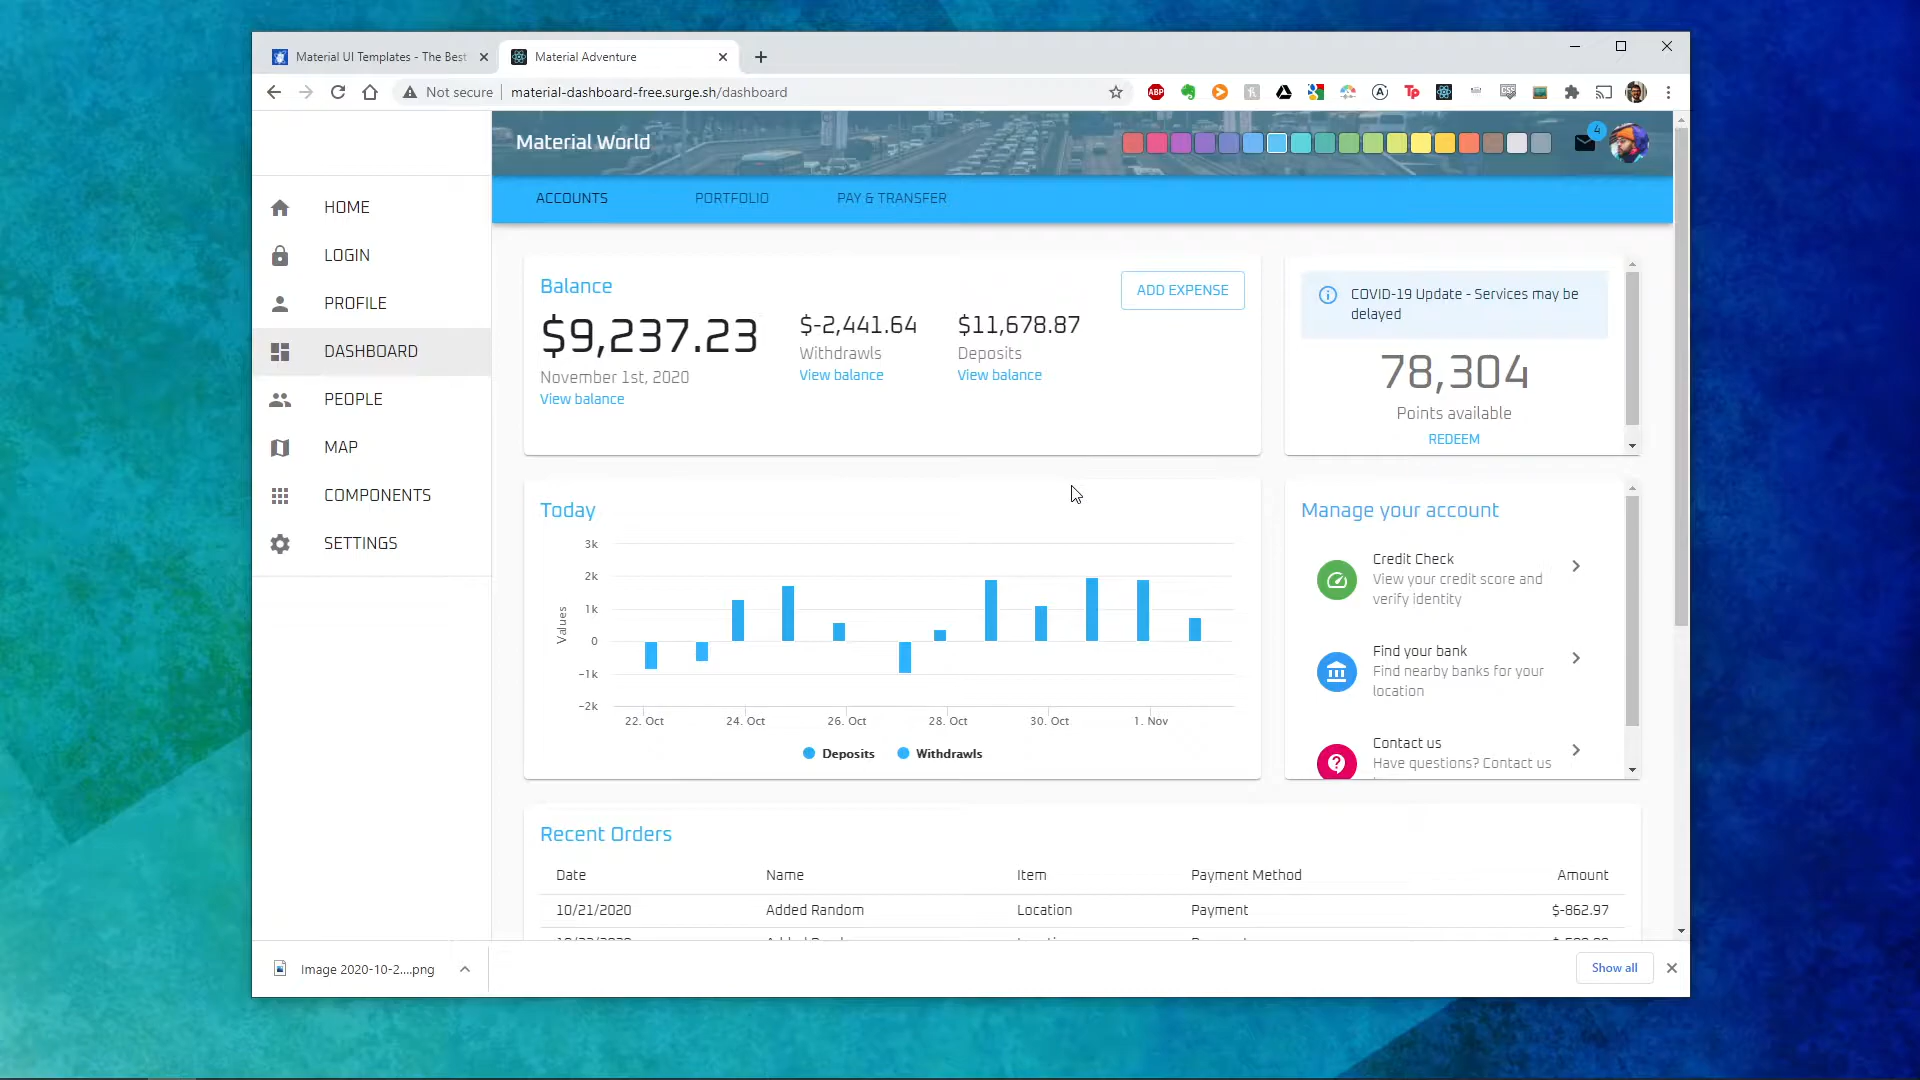 Material UI Templates - The Best
Material Adventure
Not secure
material-dashboard-free.surge.sh/dashboard
ABP
Tp
CSS
Material World
4
HOME
LOGIN
PROFILE
DASHBOARD
PEOPLE
MAP
COMPONENTS
SETTINGS
ACCOUNTS
PORTFOLIO
PAY & TRANSFER
Balance
ADD EXPENSE
$9,237.23
November 1st, 2020
View balance
$-2,441.64
Withdrawls
View balance
$11,678.87
Deposits
View balance
COVID-19 Update - Services may be
delayed
78,304
Points available
REDEEM
Today
Values
3k
2k
1k
0
-1k
-2k
22. Oct
24. Oct
26. Oct
28. Oct
30. Oct
1. Nov
Deposits
Withdrawls
Manage your account
Credit Check
View your credit score and
verify identity
Find your bank
Find nearby banks for your
location
Contact us
Have questions? Contact us
Recent Orders
Date Name Item Payment Method Amount
10/21/2020 Added Random Location Payment $-862.97
Image 2020-10-2....png
Show all